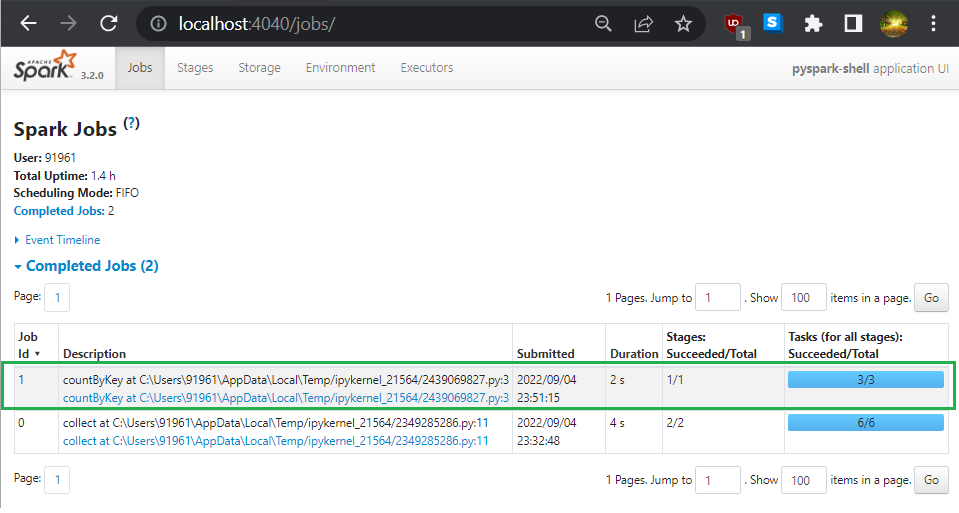 localhost:4040/jobs/
1
S
APACHE
Spark 3.2.0 Jobs Stages Storage Environment Executors pyspark-shell application UI
Spark Jobs (?)
User: 91961
Total Uptime: 1.4 h
Scheduling Mode: FIFO
Completed Jobs: 2
Event Timeline
Completed Jobs (2)
Page: 1 1 Pages. Jump to 1 . Show 100 items in a page. Go
Job Id ▾ Description Submitted Duration Stages: Succeeded/Total Tasks (for all stages): Succeeded/Total
1 countByKey at C:\Users\91961\AppData\Local\Temp/ipykernel_21564/2439069827.py:3 2022/09/04 2 s 1/1 3/3
countByKey at C:\Users\91961\AppData\Local\Temp/ipykernel_21564/2439069827.py:3 23:51:15
0 collect at C:\Users\91961\AppData\Local\Temp/ipykernel_21564/2349285286.py:11 2022/09/04 4 s 2/2 6/6
collect at C:\Users\91961\AppData\Local\Temp/ipykernel_21564/2349285286.py:11 23:32:48
Page: 1 1 Pages. Jump to 1 . Show 100 items in a page. Go